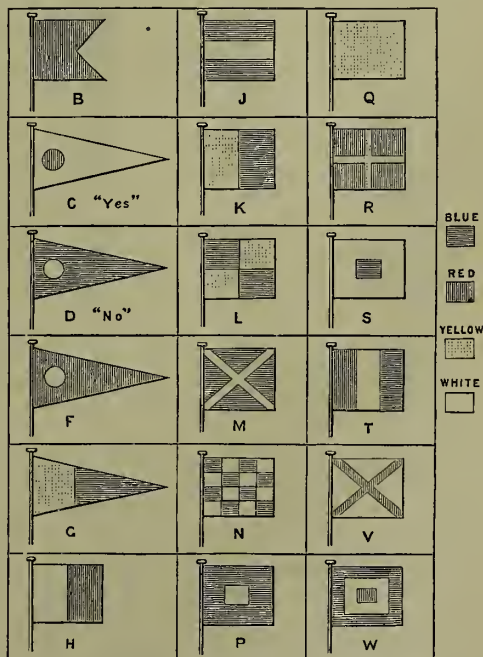 B J Q
C "Yes" K R
BLUE
D "No" L S
RED
YELLOW
F M T
WHITE
G N V
H P W